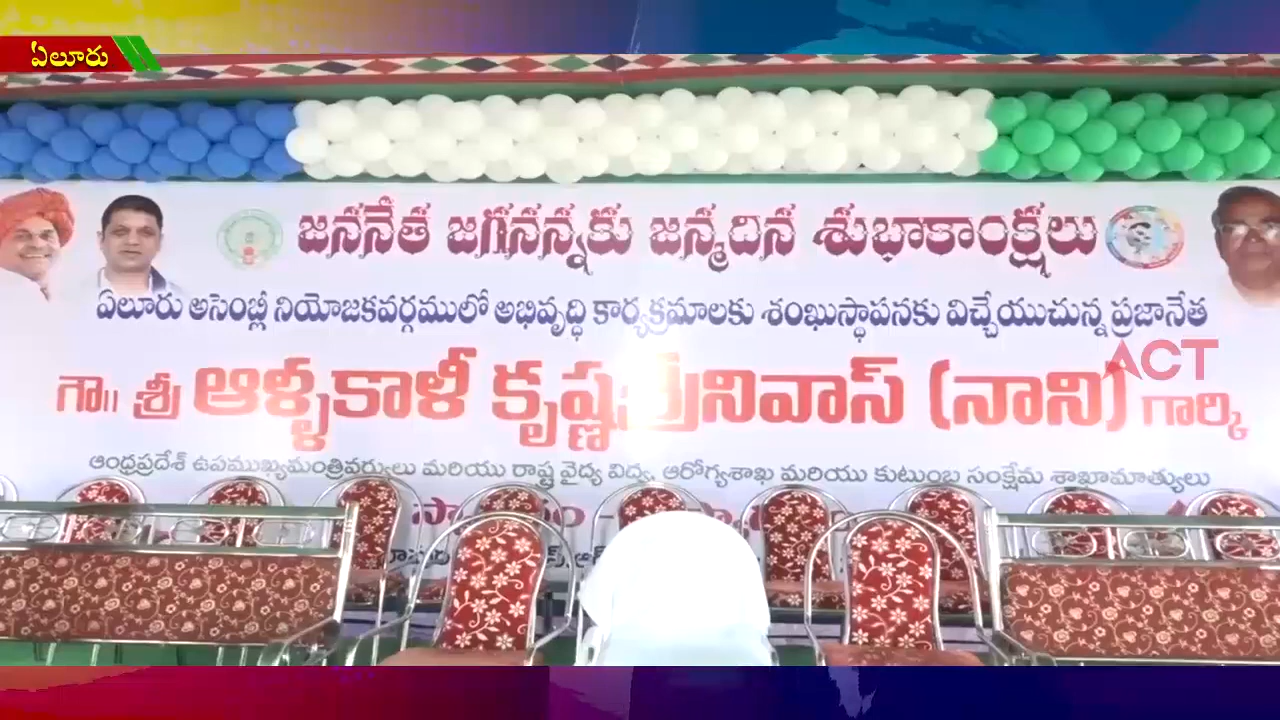 ఏలూరు
జననేత జగనన్నకు జన్మదిన శుభాకాంక్షలు
ఏలూరు అసెంబ్లీ నియోజకవర్గములో అభివృద్ధి కార్యక్రమాలకు శంఖుస్థాపనకు విచ్చేయుచున్న ప్రజానేత
ACT
గౌ॥ శ్రీ ఆళ్ళకాళీ కృష్ణశ్రీనివాస్ (నాని) గార్కి
ఆంధ్రప్రదేశ్ ఉపముఖ్యమంత్రివర్యులు మరియు రాష్ట్ర వైద్య విద్య, ఆరోగ్యశాఖ మరియు కుటుంబ సంక్షేమ శాఖామాత్యులు